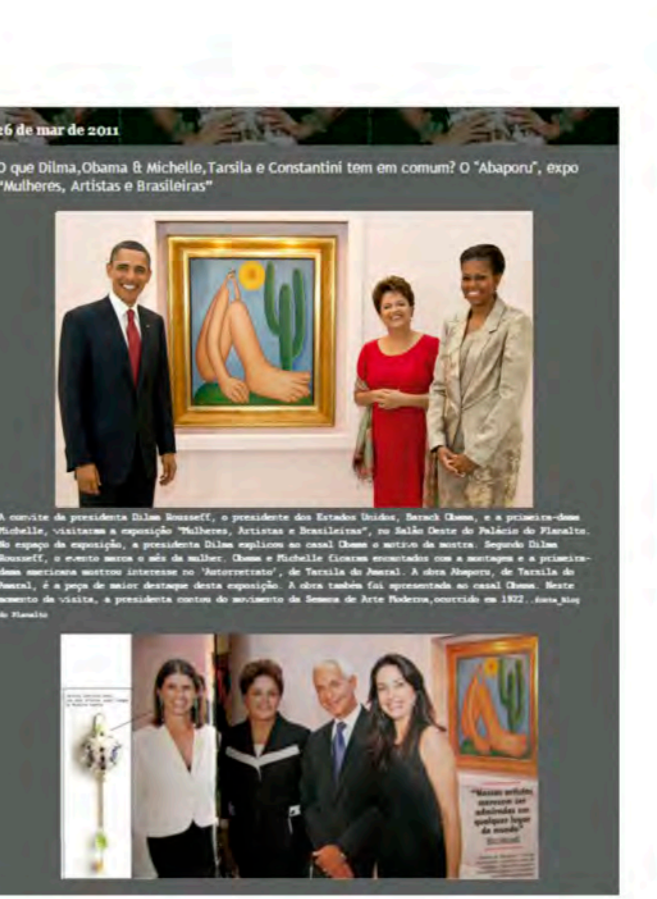 26 de mar de 2011
O que Dilma,Obama & Michelle,Tarsila e Constantini tem em comum? O "Abaporu", expo
"Mulheres, Artistas e Brasileiras"
A convite da presidenta Dilma Rousseff, o presidente dos Estados Unidos, Barack Obama, e a primeira-dama
Michelle, visitaram a exposição "Mulheres, Artistas e Brasileiras", no Salão Oeste do Palácio do Planalto.
No espaço da exposição, a presidenta Dilma explicou ao casal Obama o motivo da mostra. Segundo Dilma
Rousseff, o evento marca o mês da mulher. Obama e Michelle ficaram encantados com a montagem e a primeira-
dama americana mostrou interesse no 'Autorretrato', de Tarsila do Amaral. A obra Abaporu, de Tarsila do
Amaral, é a peça de maior destaque desta exposição. A obra também foi apresentada ao casal Obama. Neste
momento da visita, a presidenta contou do movimento da Semana de Arte Moderna,ocorrido em 1922..fonte_Blog
do Planalto
"Nossas artistas
merecem ser
admiradas em
qualquer lugar
do mundo"